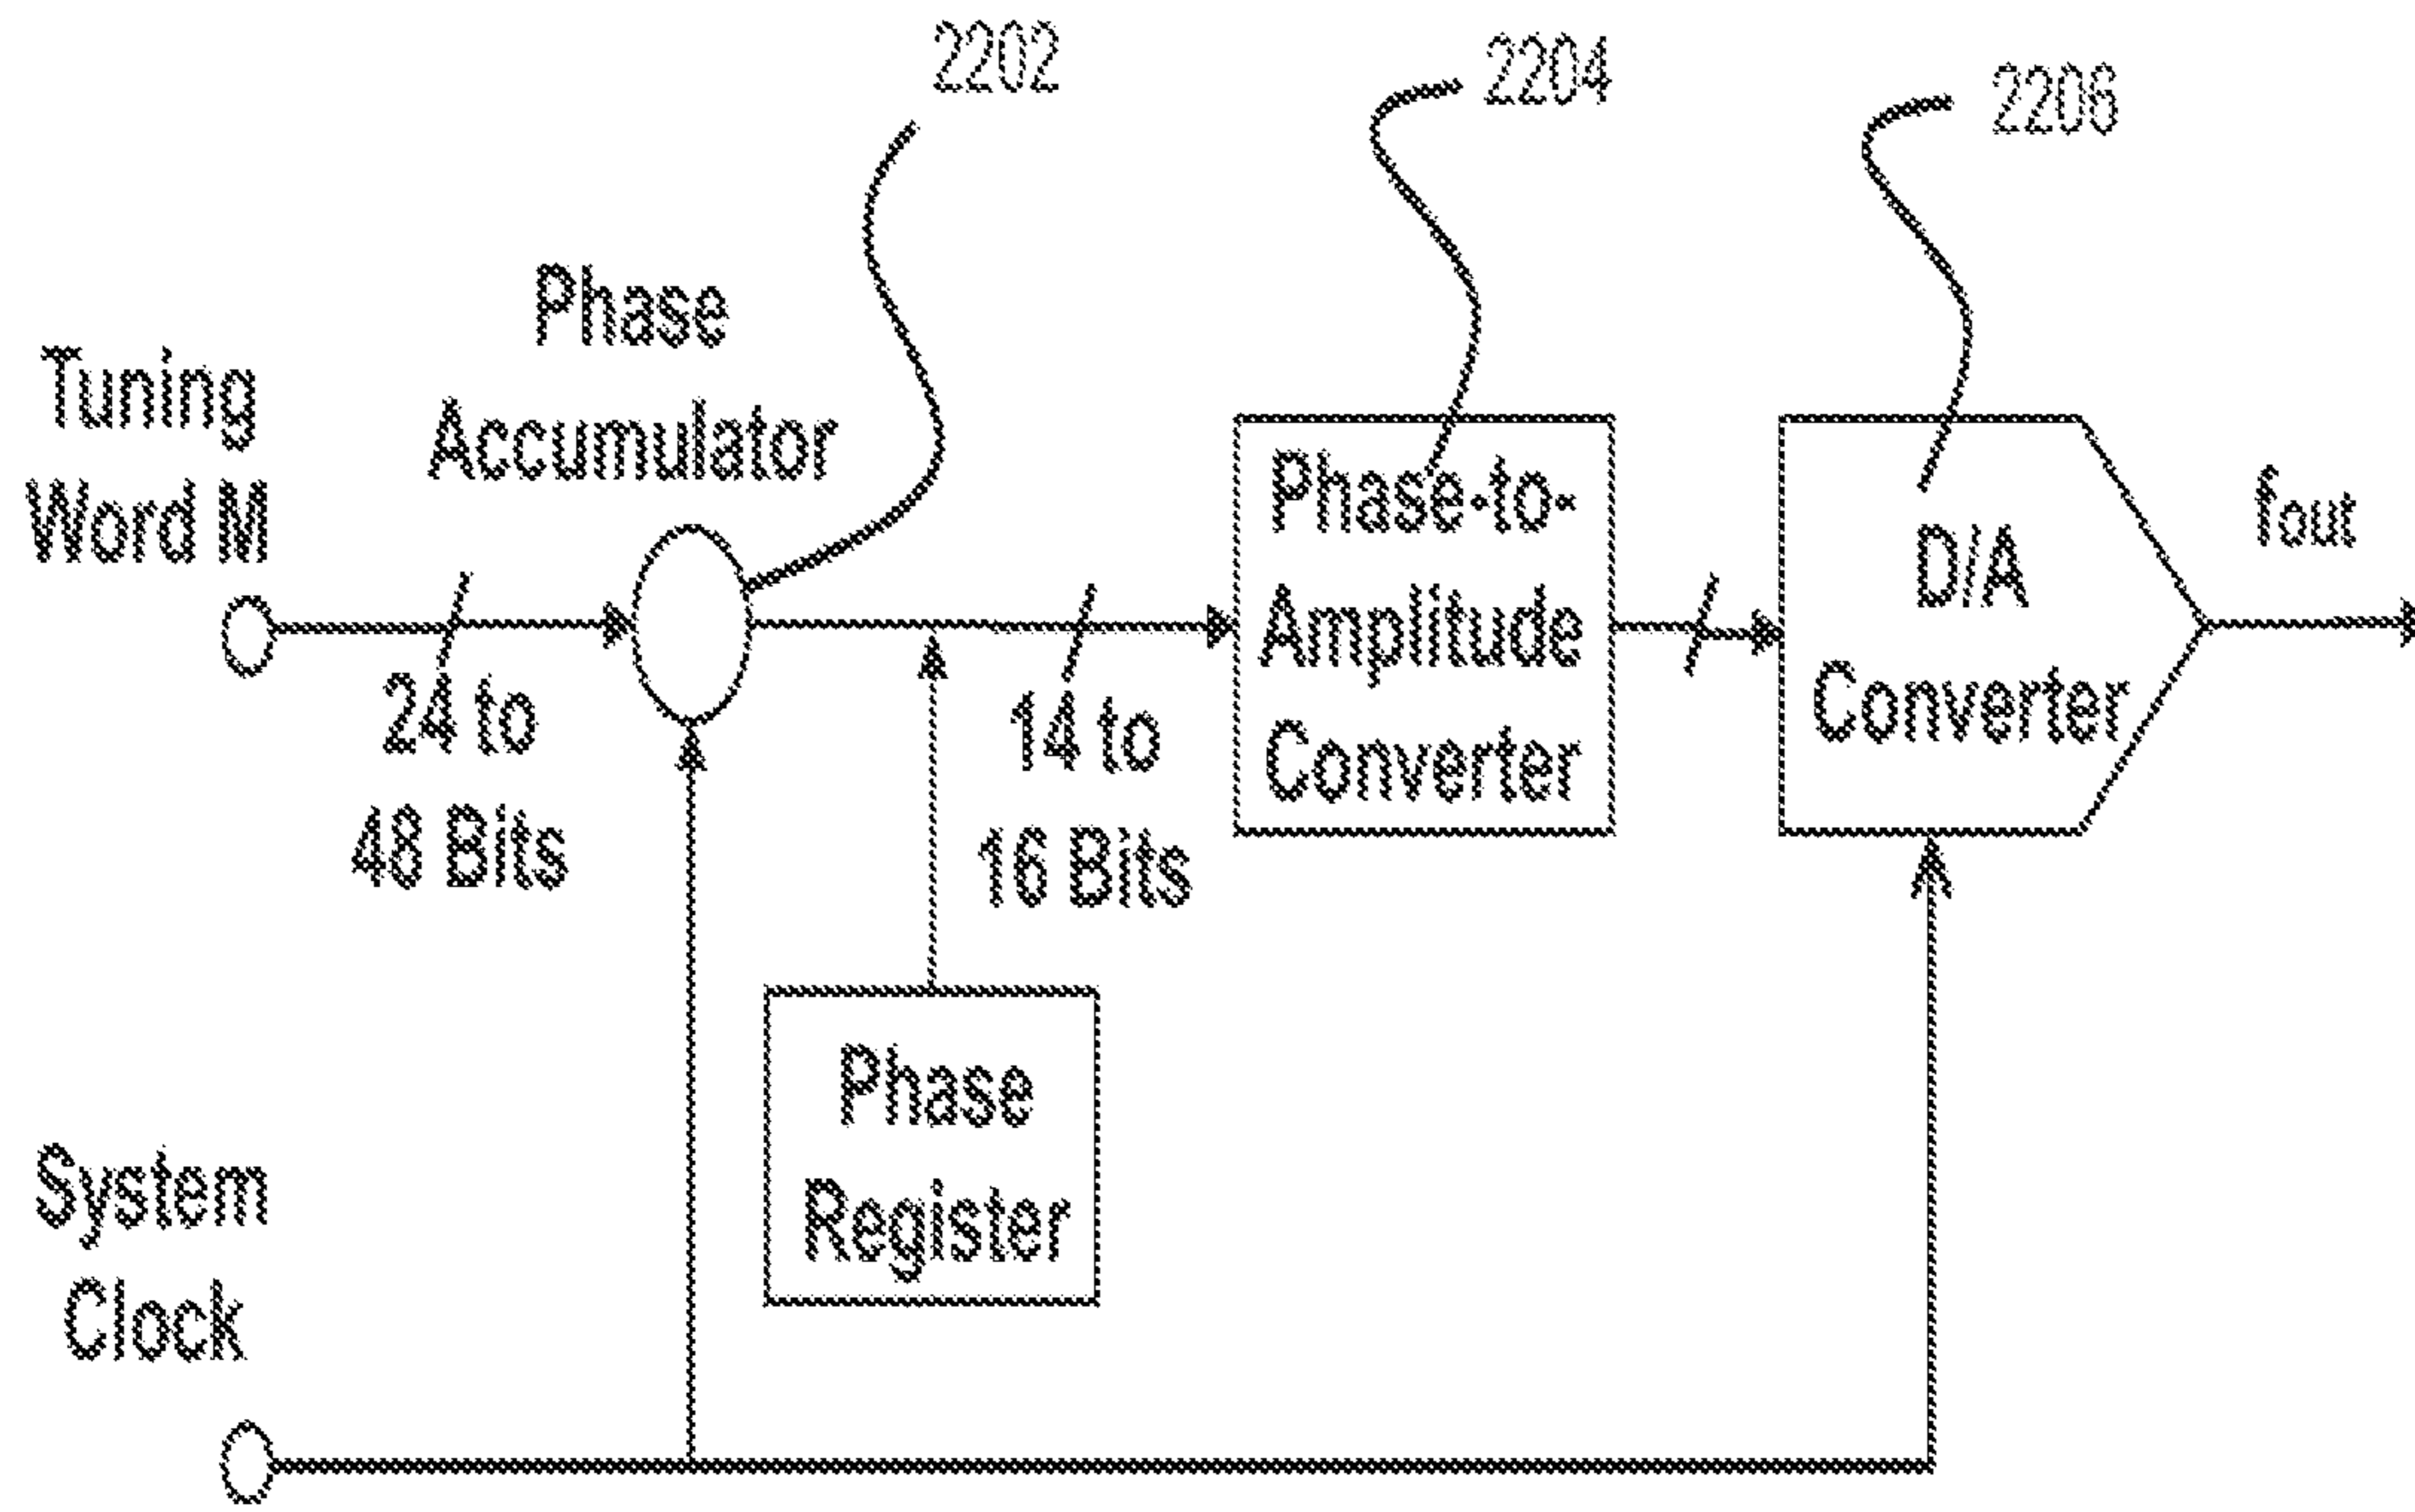 2202
2204
2206
Phase
Accumulator
Tuning
Word M
24 to
48 Bits
14 to
16 Bits
Phase-to-
Amplitude
Converter
D/A
Converter
fout
Phase
Register
System
Clock